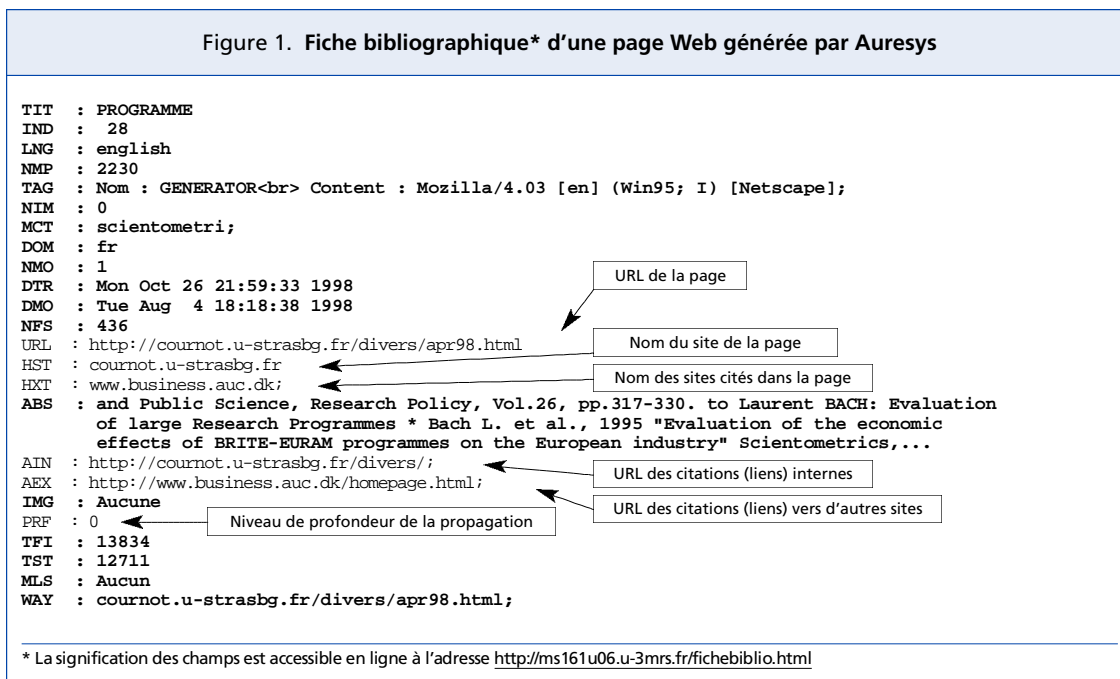 Figure 1. Fiche bibliographique* d'une page Web générée par Auresys
TIT : PROGRAMME
IND : 28
LNG : english
NMP : 2230
TAG : Nom : GENERATOR<br> Content : Mozilla/4.03 [en] (Win95; I) [Netscape];
NIM : 0
MCT : scientometri;
DOM : fr
NMO : 1
URL de la page
DTR : Mon Oct 26 21:59:33 1998
DMO : Tue Aug 4 18:18:38 1998
NFS : 436
URL : http://cournot.u-strasbg.fr/divers/apr98.html
Nom du site de la page
HST : cournot.u-strasbg.fr
HXT : www.business.auc.dk;
Nom des sites cités dans la page
ABS : and Public Science, Research Policy, Vol.26, pp.317-330. to Laurent BACH: Evaluation
of large Research Programmes * Bach L. et al., 1995 "Evaluation of the economic
effects of BRITE-EURAM programmes on the European industry" Scientometrics,...
AIN : http://cournot.u-strasbg.fr/divers/;
URL des citations (liens) internes
AEX : http://www.business.auc.dk/homepage.html;
URL des citations (liens) vers d'autres sites
IMG : Aucune
PRF : 0
Niveau de profondeur de la propagation
TFI : 13834
TST : 12711
MLS : Aucun
WAY : cournot.u-strasbg.fr/divers/apr98.html;
* La signification des champs est accessible en ligne à l'adresse http://ms161u06.u-3mrs.fr/fichebiblio.html